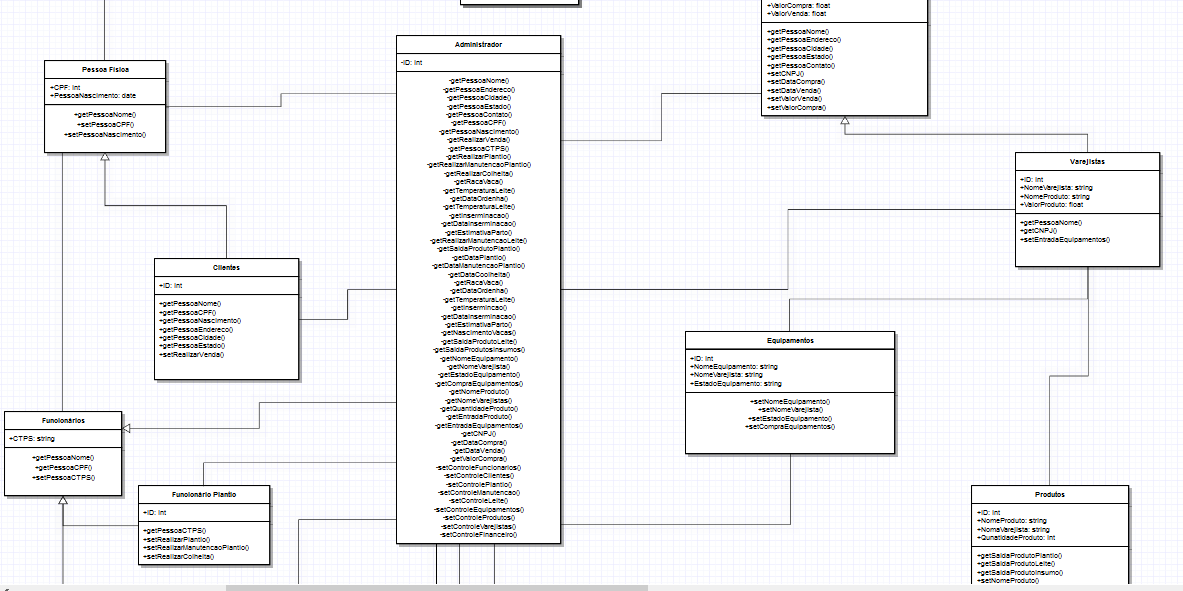 +ValorCompra: float
+ValorVenda: float
+getPessoaNome()
+getPessoaEndereco()
+getPessoaCidade()
+getPessoaEstado()
+getPessoaContato()
+setCNPJ()
+setDataCompra()
+setDataVenda()
+setValorVenda()
+setValorCompra()
Pessoa Fisica
+CPF: int
+PessoaNascimento: date
+getPessoaNome()
+setPessoaCPF()
+setPessoaNascimento()
Administrador
-ID: int
-getPessoaNome()
-getPessoaEndereco()
-getPessoaCidade()
-getPessoaEstado()
-getPessoaContato()
-getPessoaCPF()
-getPessoaNascimento()
-getRealizarVenda()
-getPessoaCTPS()
-getRealizarPlantio()
-getRealizarManutencaoPlantio()
-getRealizarColheita()
-getRacaVaca()
-getTemperaturaLeite()
-getDataOrdenha()
-getTemperaturaLeite()
-getInserminacao()
-getDataInserminacao()
-getEstimativaParto()
-getRealizarManutencaoLeite()
-getSaidaProdutoPlantio()
-getDataPlantio()
-getDataManutencaoPlantio()
-getDataCoolheita()
-getRacaVaca()
-getDataOrdenha()
-getTemperaturaLeite()
-getInsermincao()
-getDataInserminacao()
-getEstimativaParto()
-getNascimentoVacas()
-getSaidaProdutoLeite()
-getSaidaProdutosInsumos()
-getNomeEquipamento()
-getNomeVarejista()
-getEstadoEquipamento()
-getCompraEquipamentos()
-getNomeProduto()
-getNomeVarejistas()
-getQuantidadeProduto()
-getEntradaProduto()
-getEntradaEquipamentos()
-getCNPJ()
-getDataCompra()
-getDataVenda()
-getValorCompra()
-setControleFuncionarios()
-setControleClientes()
-setControlePlantio()
-setControleManutencao()
-setControleLeite()
-setControleEquipamentos()
-setControleProdutos()
-setControleVarejistas()
-setControleFinanceiro()
Varejistas
+ID: int
+NomeVarejista: string
+NomeProduto: string
+ValorProduto: float
+getPessoaNome()
+getCNPJ()
+setEntradaEquipamentos()
Clientes
+ID: int
+getPessoaNome()
+getPessoaCPF()
+getPessoaNascimento()
+getPessoaEndereco()
+getPessoaCidade()
+getPessoaEstado()
+setRealizarVenda()
Equipamentos
+ID: int
+NomeEquipamento: string
+NomeVarejista: string
+EstadoEquipamento: string
+setNomeEquipamento()
+setNomeVarejista()
+setEstadoEquipamento()
+setCompraEquipamentos()
Funcionários
+CTPS: string
+getPessoaNome()
+getPessoaCPF()
+setPessoaCTPS()
Funcionário Plantio
+ID: int
+getPessoaCTPS()
+setRealizarPlantio()
+setRealizarManutencaoPlantio()
+setRealizarColheita()
Produtos
+ID: int
+NomeProduto: string
+NomaVarejista: string
+QunatidadeProduto: int
+getSaidaProdutoPlantio()
+getSaidaProdutoLeite()
+getSaidaProdutoInsumo()
+setNomeProduto()